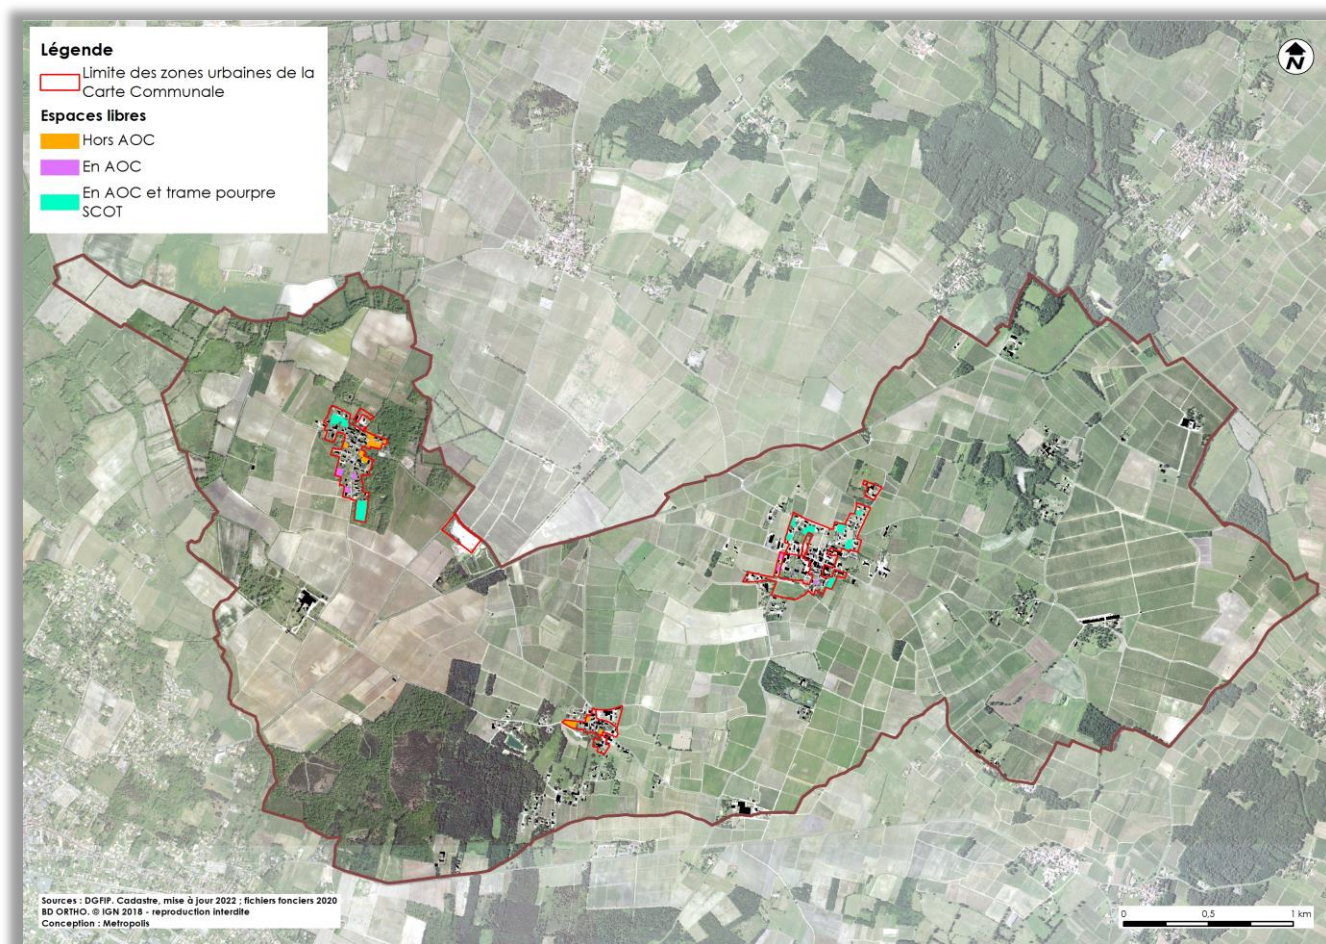 Légende
Limite des zones urbaines de la
Carte Communale
Espaces libres
Hors AOC
En AOC
En AOC et trame pourpre
SCOT
N
Sources : DGFIP. Cadastre, mise à jour 2022 ; fichiers fonciers 2020
BD ORTHO. © IGN 2018 - reproduction interdite
Conception : Metropolis
0 0,5 1 km